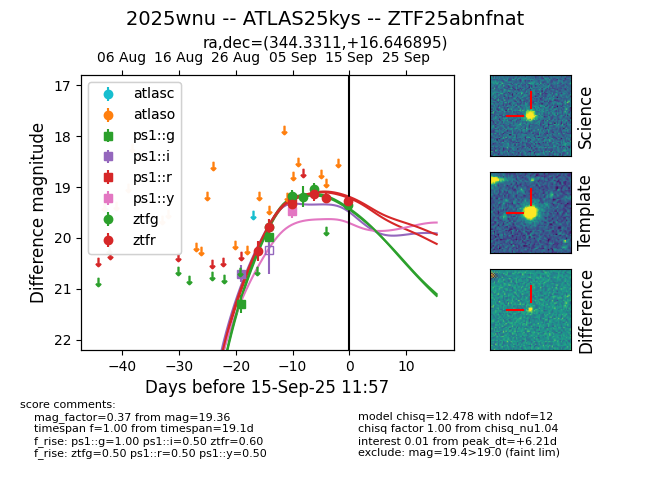 2025wnu -- ATLAS25kys -- ZTF25abnfnat
ra,dec=(344.3311,+16.646895)
06 Aug 16 Aug 26 Aug 05 Sep 15 Sep 25 Sep
17
18
19
20
21
22
Difference magnitude
atlasc
atlaso
ps1::g
ps1::i
ps1::r
ps1::y
ztfg
ztfr
−40 −30 −20 −10 0 10
Days before 15-Sep-25 11:57
Science
Template
Difference
score comments:
mag_factor=0.37 from mag=19.36
timespan f=1.00 from timespan=19.1d
f_rise: ps1::g=1.00 ps1::i=0.50 ztfr=0.60
f_rise: ztfg=0.50 ps1::r=0.50 ps1::y=0.50
model chisq=12.478 with ndof=12
chisq factor 1.00 from chisq_nu1.04
interest 0.01 from peak_dt=+6.21d
exclude: mag=19.4>19.0 (faint lim)